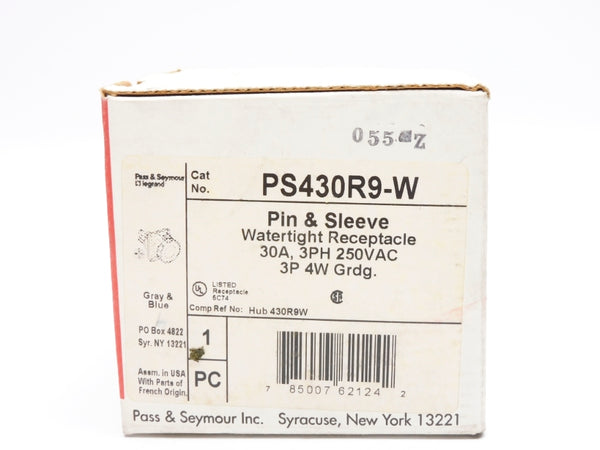 Pass & Seymour
legrand
Cat
No.
PS430R9-W
Pin & Sleeve
Watertight Receptacle
30A, 3PH 250VAC
3P 4W Grdg.
UL
LISTED
Receptacle
5C74
Comp Ref No: Hub 430R9W
Gray &
Blue
PO Box 4822
Syr. NY 13221
1
PC
Assm. in USA
With Parts of
French Origin.
7 85007 62124 2
Pass & Seymour Inc. Syracuse, New York 13221